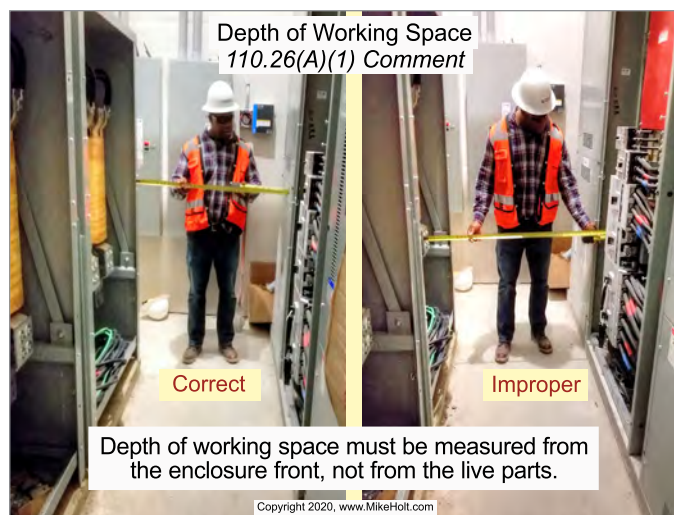 Depth of Working Space
110.26(A)(1) Comment
Correct
Improper
Depth of working space must be measured from
the enclosure front, not from the live parts.
Copyright 2020, www.MikeHolt.com